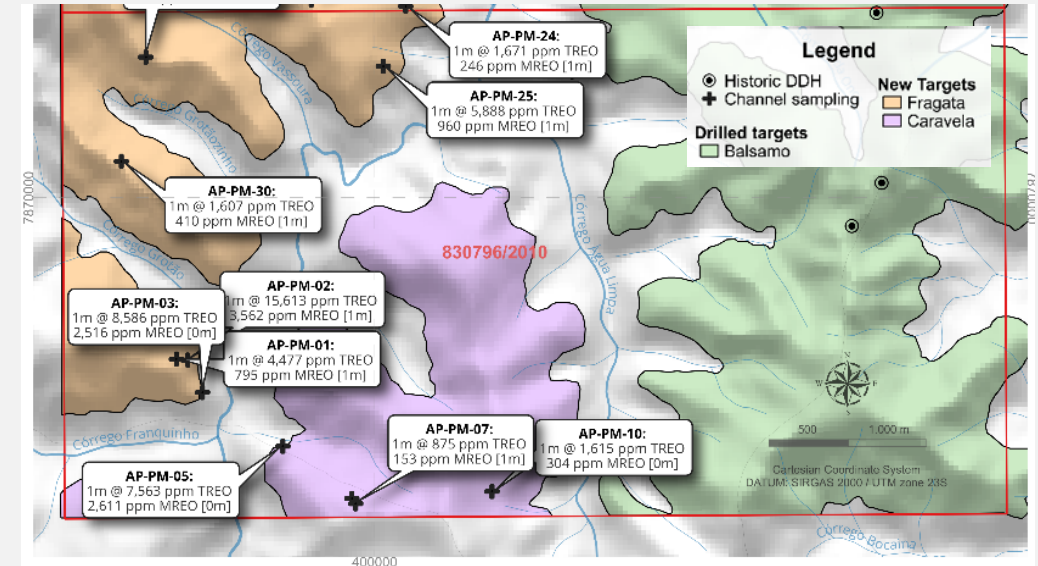 AP-PM-24:
1m @ 1,671 ppm TREO
246 ppm MREO [1m]
AP-PM-25:
1m @ 5,888 ppm TREO
960 ppm MREO [1m]
Legend
Historic DDH
Channel sampling
New Targets
Fragata
Caravela
Drilled targets
Balsamo
Córrego Vassoura
Córrego Grotãozinho
AP-PM-30:
1m @ 1,607 ppm TREO
410 ppm MREO [1m]
7870000
Córrego Grotão
830796/2010
Córrego Água Limpa
AP-PM-02:
1m @ 15,613 ppm TREO
3,562 ppm MREO [1m]
AP-PM-03:
1m @ 8,586 ppm TREO
2,516 ppm MREO [0m]
AP-PM-01:
1m @ 4,477 ppm TREO
795 ppm MREO [1m]
N
W
E
S
Córrego Franquinho
AP-PM-07:
1m @ 875 ppm TREO
153 ppm MREO [1m]
AP-PM-10:
1m @ 1,615 ppm TREO
304 ppm MREO [0m]
500
1.000 m
Cartesian Coordinate System
DATUM: SIRGAS 2000 / UTM zone 23S
AP-PM-05:
1m @ 7,563 ppm TREO
2,611 ppm MREO [0m]
Córrego Bocaina
400000